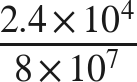 2.4 × 10⁴
8 × 10⁷